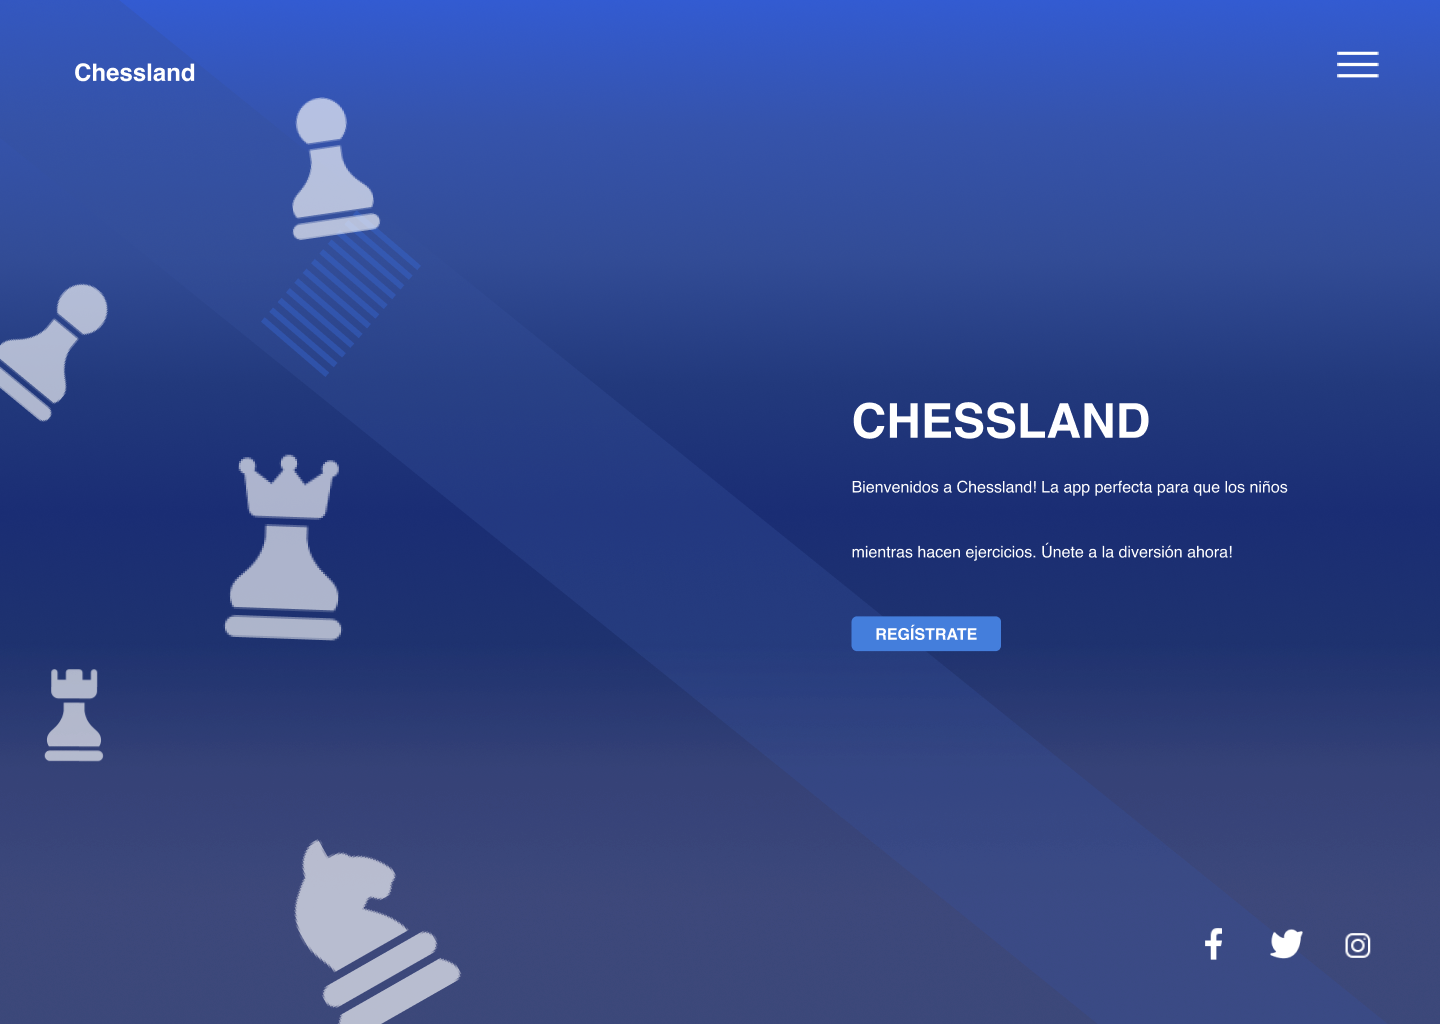 Chessland
CHESSLAND
Bienvenidos a Chessland! La app perfecta para que los niños
mientras hacen ejercicios. Únete a la diversión ahora!
REGÍSTRATE